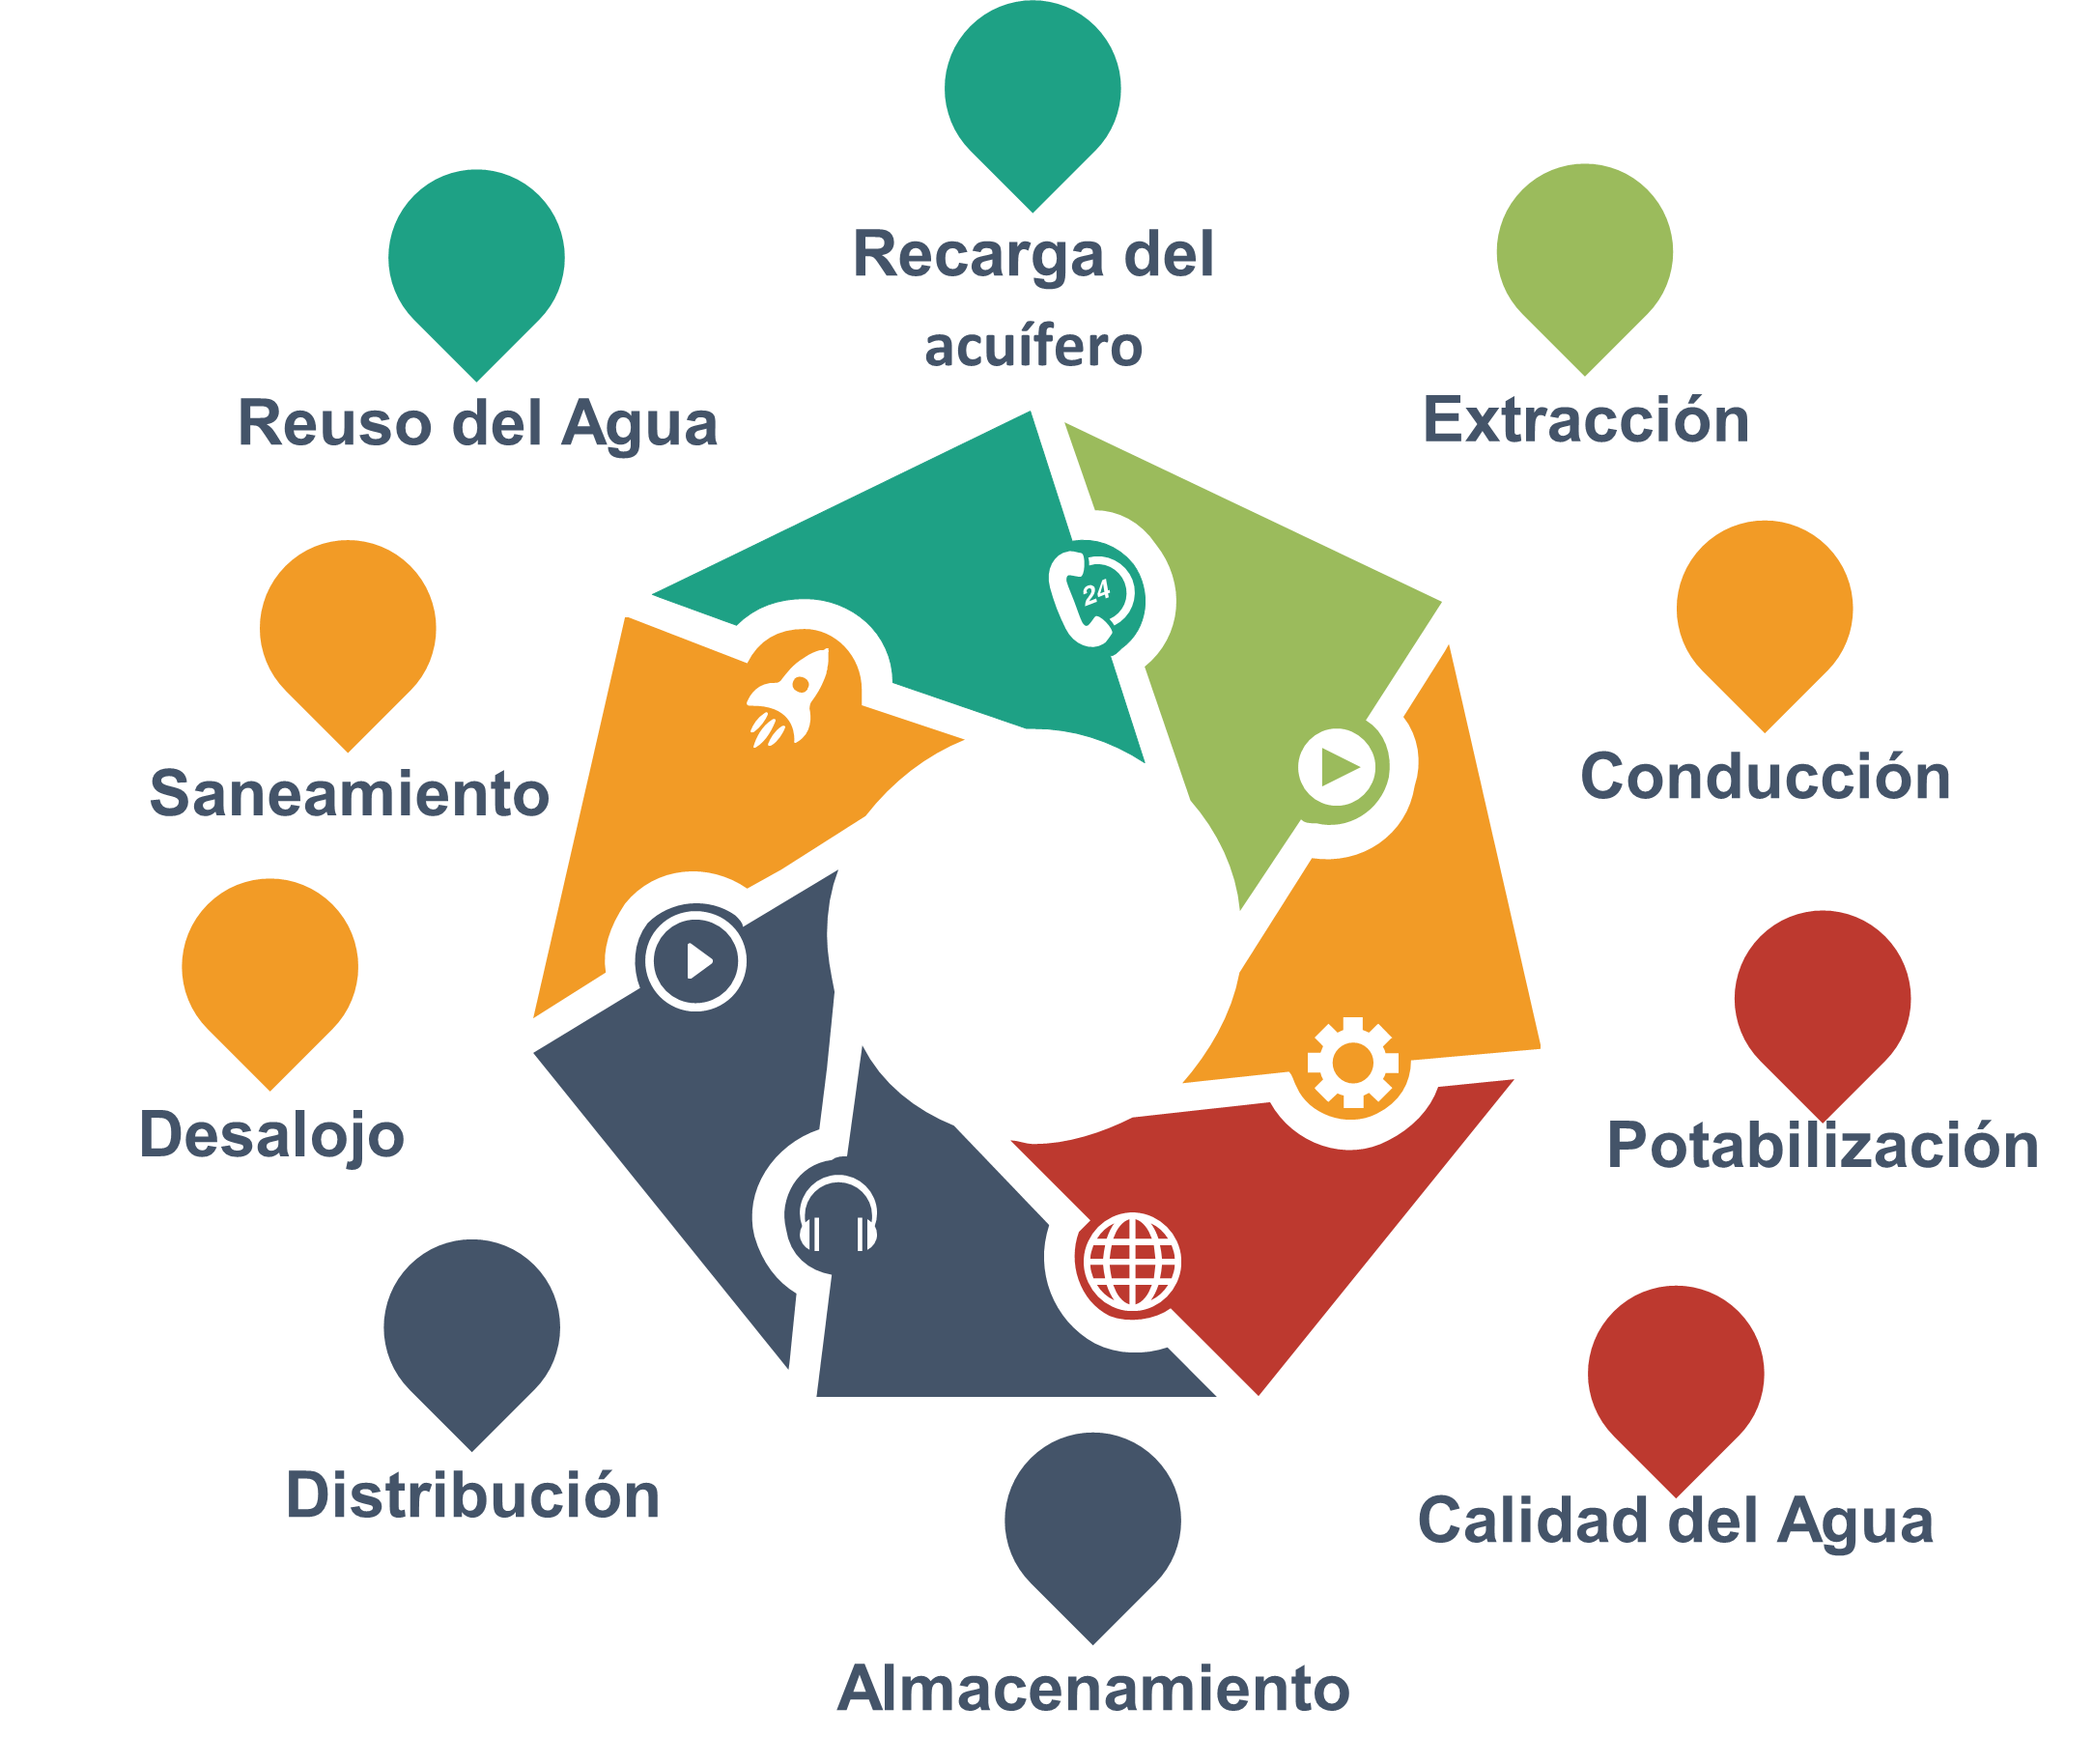 Recarga del
acuífero
Extracción
Reuso del Agua
24
Conducción
Saneamiento
Potabilización
Desalojo
Calidad del Agua
Distribución
Almacenamiento